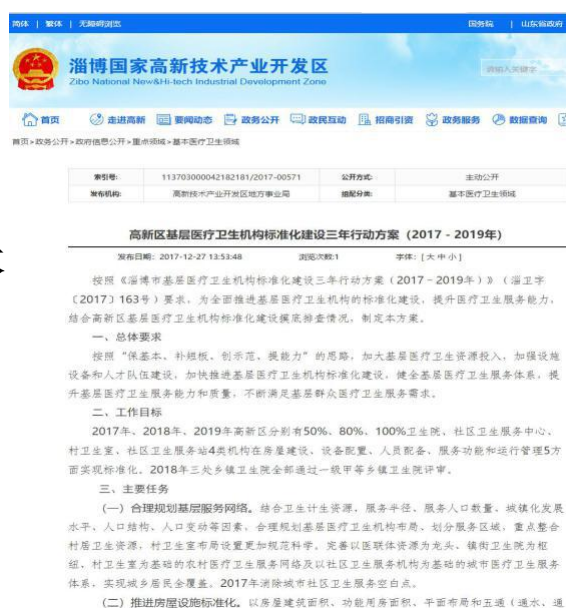 简体 | 繁体 | 无障碍浏览 国务院 | 山东省政府
淄博国家高新技术产业开发区
Zibo National New&Hi-tech Industrial Development Zone
请输入关键字
首页 走进高新 要闻动态 政务公开 政民互动 招商引资 政务服务 数据查询
首页>政务公开>政府信息公开>重点领域>基本医疗卫生领域
索引号: 113703000042182181/2017-00571 公开方式: 主动公开
发布机构: 高新技术产业开发区地方事业局 组配分类: 基本医疗卫生领域
高新区基层医疗卫生机构标准化建设三年行动方案（2017-2019年）
发布日期：2017-12-27 13:53:48 浏览次数:1 字体：[大 中 小]
按照《淄博市基层医疗卫生机构标准化建设三年行动方案（2017-2019年）》（淄卫字
〔2017〕163号）要求，为全面推进基层医疗卫生机构的标准化建设，提升医疗卫生服务能力，
结合高新区基层医疗卫生机构标准化建设摸底排查情况，制定本方案。
一、总体要求
按照“保基本、补短板、创示范、提能力”的思路，加大基层医疗卫生资源投入，加强设施
设备和人才队伍建设，加快推进基层医疗卫生机构标准化建设，健全基层医疗卫生服务体系，提
升基层医疗卫生服务能力和质量，不断满足基层群众医疗卫生服务需求。
二、工作目标
2017年、2018年、2019年高新区分别有50%、80%、100%卫生院、社区卫生服务中心、
村卫生室、社区卫生服务站4类机构在房屋建设、设备配置、人员配备、服务功能和运行管理5方
面实现标准化。2018年三处乡镇卫生院全部通过一级甲等乡镇卫生院评审。
三、主要任务
（一）合理规划基层服务网络。结合卫生计生资源，服务半径、服务人口数量、城镇化发展
水平、人口结构、人口变动等因素，合理规划基层医疗卫生机构布局、划分服务区域，重点整合
村居卫生资源，村卫生室布局设置更加规范科学。完善以医联体资源为龙头、镇街卫生院为枢
纽、村卫生室为基础的农村医疗卫生服务网络及以社区卫生服务机构为基础的城市医疗卫生服务
体系，实现城乡居民全覆盖。2017年消除城市社区卫生服务空白点。
（二）推进房屋设施标准化。以房屋建筑面积、功能用房面积、平面布局和五通（通水、通